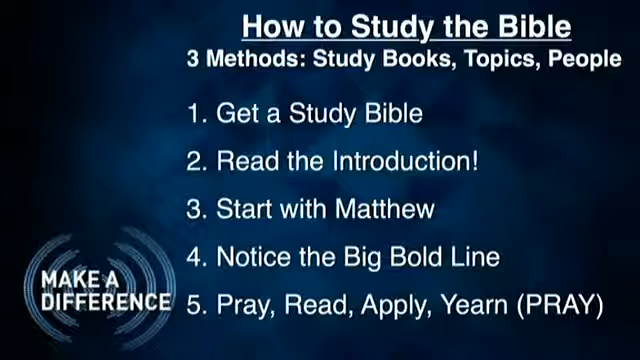 How to Study the Bible
3 Methods: Study Books, Topics, People
1. Get a Study Bible
2. Read the Introduction!
3. Start with Matthew
4. Notice the Big Bold Line
5. Pray, Read, Apply, Yearn (PRAY)
MAKE A
DIFFERENCE